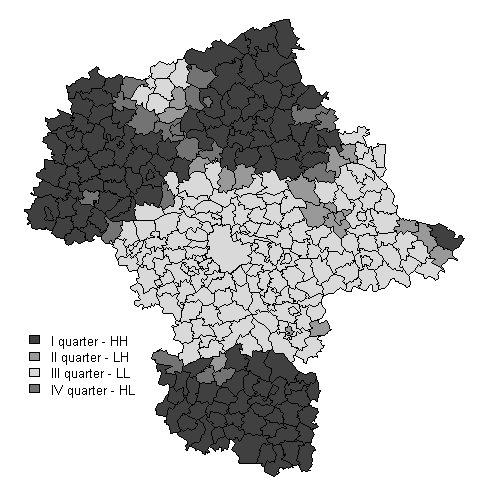 I quarter - HH
II quarter - LH
III quarter - LL
IV quarter - HL